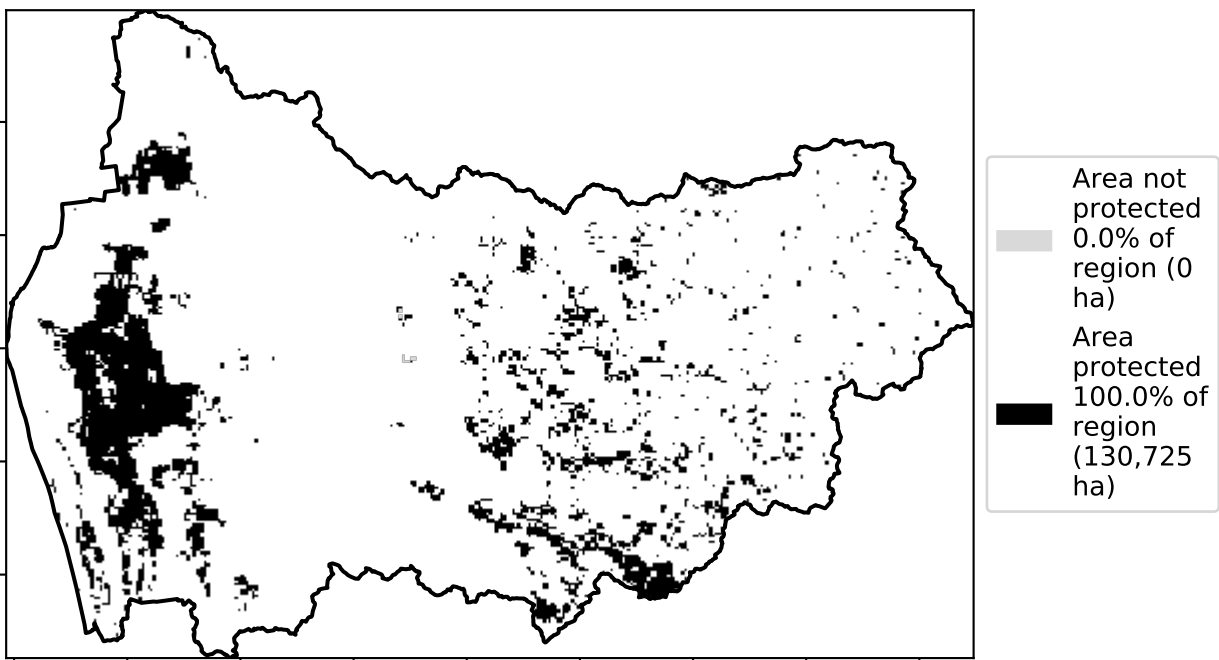 Area not
protected
0.0% of
region (0
ha)
Area
protected
100.0% of
region
(130,725
ha)